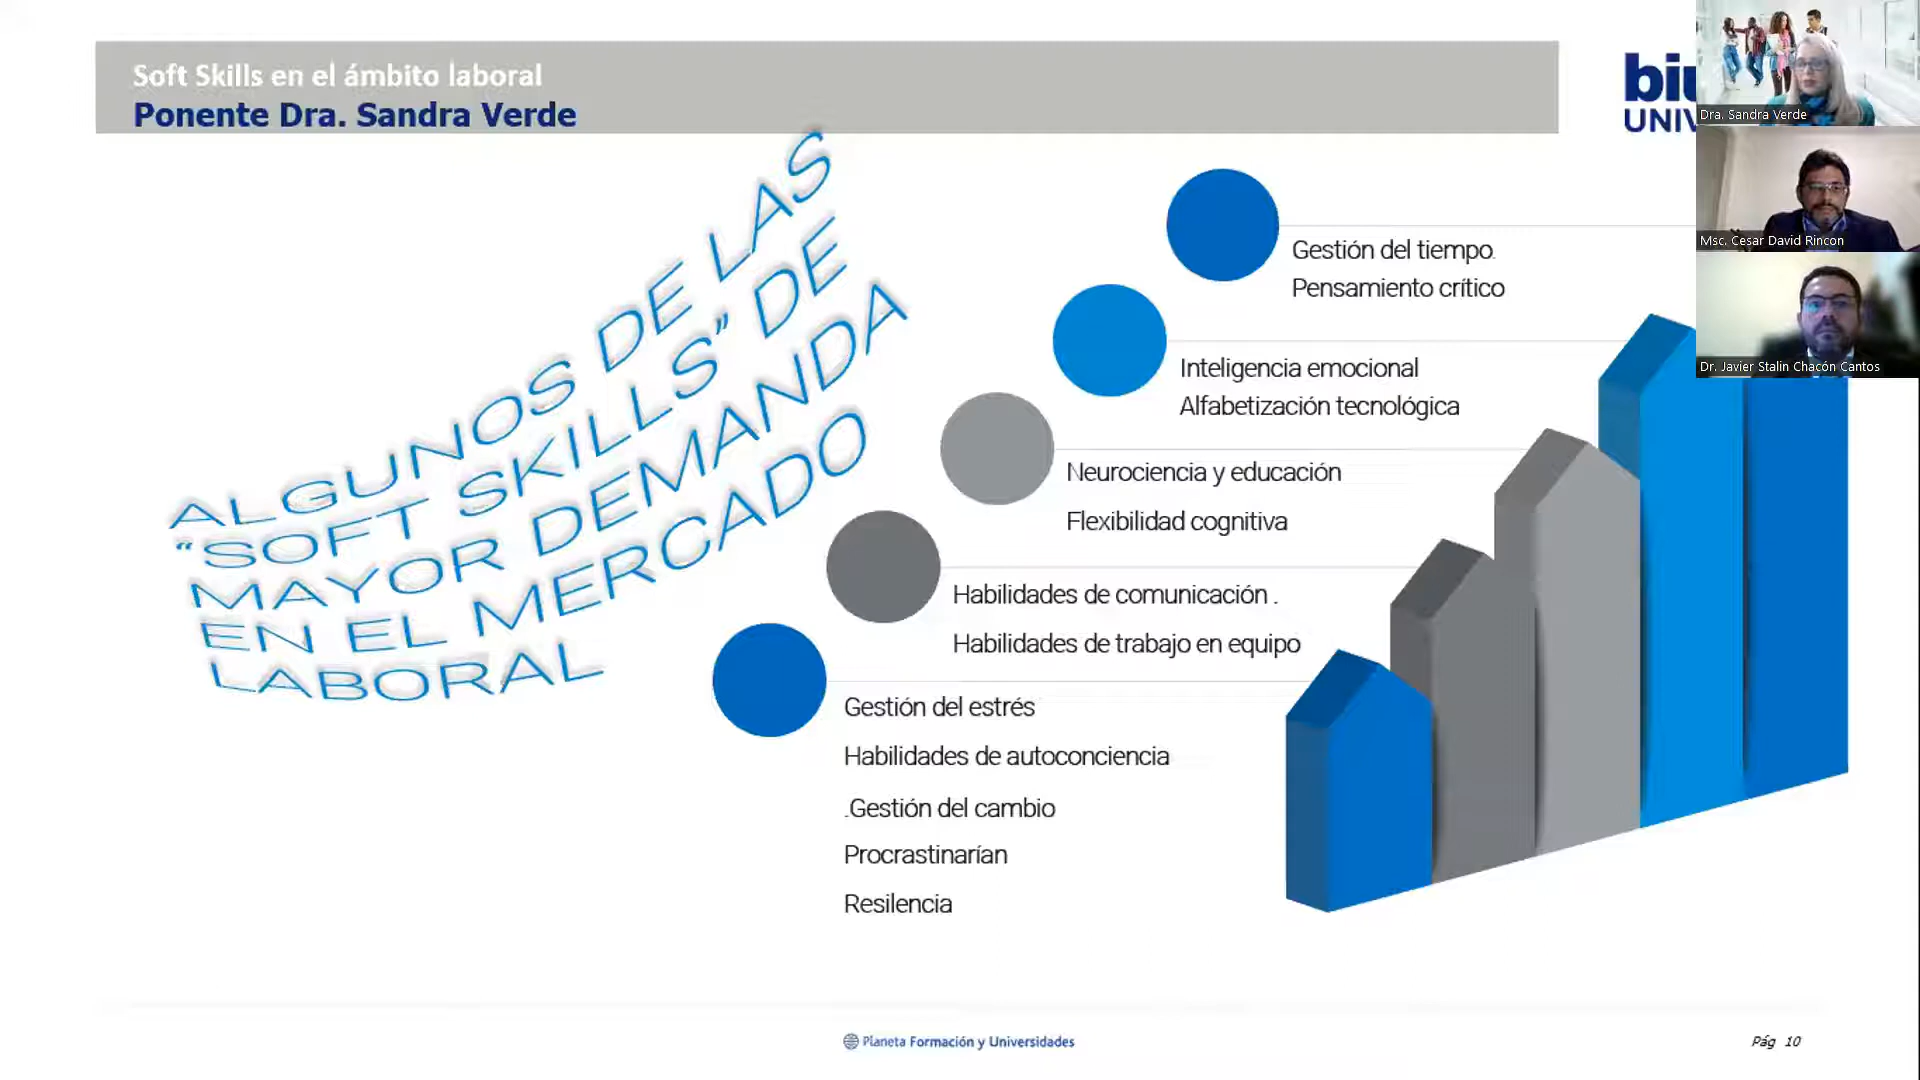 Soft Skills en el ámbito laboral
Ponente Dra. Sandra Verde
ALGUNOS DE LAS
“SOFT SKILLS” DE
MAYOR DEMANDA
EN EL MERCADO
LABORAL
Gestión del tiempo.
Pensamiento crítico
Inteligencia emocional
Alfabetización tecnológica
Neurociencia y educación
Flexibilidad cognitiva
Habilidades de comunicación .
Habilidades de trabajo en equipo
Gestión del estrés
Habilidades de autoconciencia
.Gestión del cambio
Procrastinarían
Resilencia
Dra. Sandra Verde
Msc. Cesar David Rincon
Dr. Javier Stalin Chacón Cantos
Planeta Formación y Universidades
Pág 10